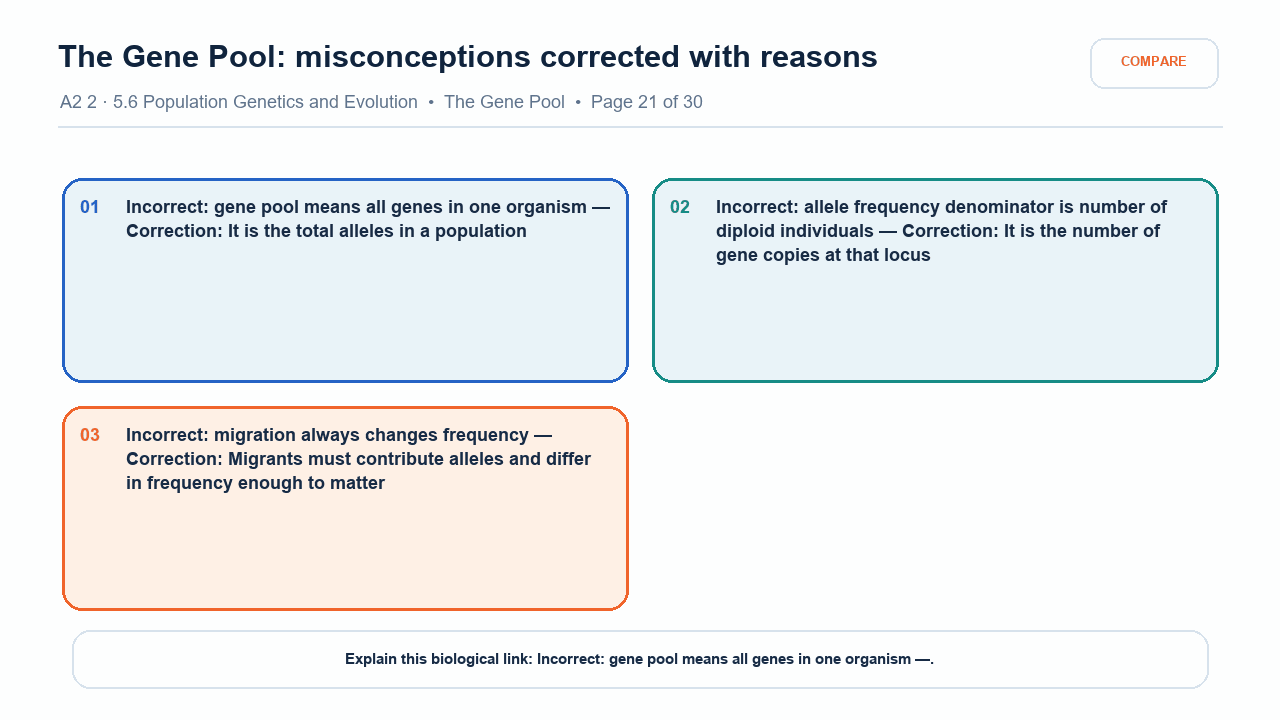 The Gene Pool: misconceptions corrected with reasons
COMPARE
A2 2 · 5.6 Population Genetics and Evolution • The Gene Pool • Page 21 of 30
01
Incorrect: gene pool means all genes in one organism —
Correction: It is the total alleles in a population
02
Incorrect: allele frequency denominator is number of
diploid individuals — Correction: It is the number of
gene copies at that locus
03
Incorrect: migration always changes frequency —
Correction: Migrants must contribute alleles and differ
in frequency enough to matter
Explain this biological link: Incorrect: gene pool means all genes in one organism —.